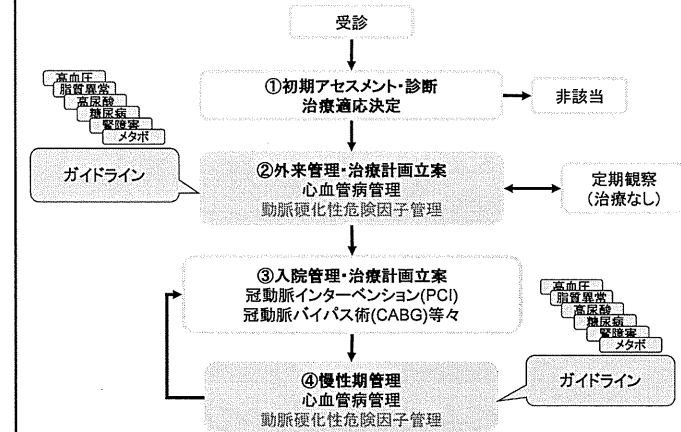 受診
①初期アセスメント・診断
治療適応決定
非該当
高血圧
脂質異常
高尿酸
糖尿病
腎障害
メタボ
ガイドライン
②外来管理・治療計画立案
心血管病管理
動脈硬化性危険因子管理
定期観察
(治療なし)
③入院管理・治療計画立案
冠動脈インターベンション(PCI)
冠動脈バイパス術(CABG)等々
高血圧
脂質異常
高尿酸
糖尿病
腎障害
メタボ
ガイドライン
④慢性期管理
心血管病管理
動脈硬化性危険因子管理